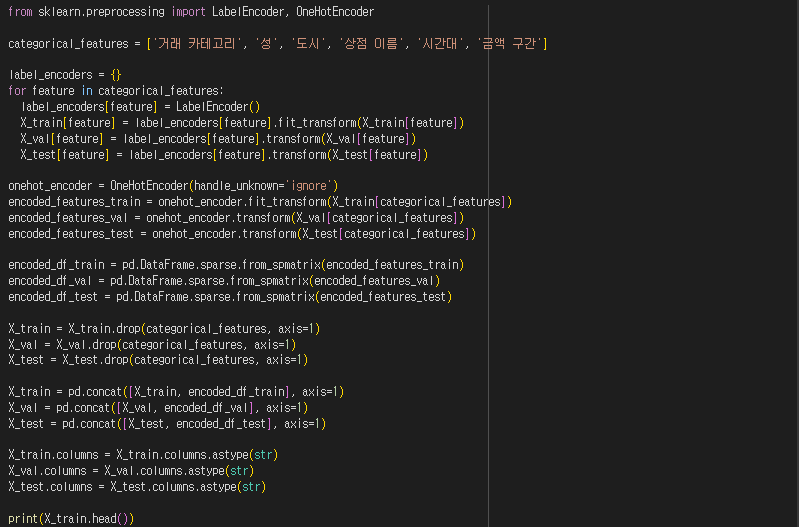 from sklearn.preprocessing import LabelEncoder, OneHotEncoder
categorical_features = ['거래 카테고리', '성', '도시', '상점 이름', '시간대', '금액 구간']
label_encoders = {}
for feature in categorical_features:
  label_encoders[feature] = LabelEncoder()
  X_train[feature] = label_encoders[feature].fit_transform(X_train[feature])
  X_val[feature] = label_encoders[feature].transform(X_val[feature])
  X_test[feature] = label_encoders[feature].transform(X_test[feature])
onehot_encoder = OneHotEncoder(handle_unknown='ignore')
encoded_features_train = onehot_encoder.fit_transform(X_train[categorical_features])
encoded_features_val = onehot_encoder.transform(X_val[categorical_features])
encoded_features_test = onehot_encoder.transform(X_test[categorical_features])
encoded_df_train = pd.DataFrame.sparse.from_spmatrix(encoded_features_train)
encoded_df_val = pd.DataFrame.sparse.from_spmatrix(encoded_features_val)
encoded_df_test = pd.DataFrame.sparse.from_spmatrix(encoded_features_test)
X_train = X_train.drop(categorical_features, axis=1)
X_val = X_val.drop(categorical_features, axis=1)
X_test = X_test.drop(categorical_features, axis=1)
X_train = pd.concat([X_train, encoded_df_train], axis=1)
X_val = pd.concat([X_val, encoded_df_val], axis=1)
X_test = pd.concat([X_test, encoded_df_test], axis=1)
X_train.columns = X_train.columns.astype(str)
X_val.columns = X_val.columns.astype(str)
X_test.columns = X_test.columns.astype(str)
print(X_train.head())